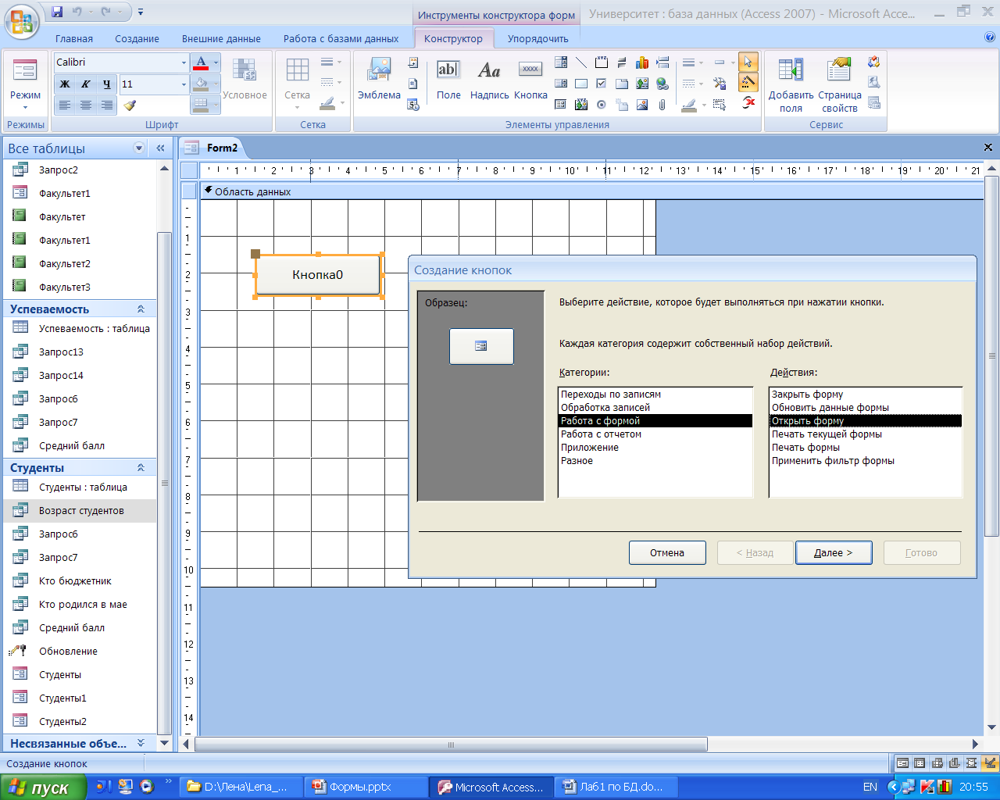 Инструменты конструктора форм
Университет : база данных (Access 2007) - Microsoft Acce...
Главная
Создание
Внешние данные
Работа с базами данных
Конструктор
Упорядочить
Режим
Режимы
Calibri
Ж К Ч
11
Условное
Шрифт
Сетка
Сетка
Эмблема
Поле
Надпись
Кнопка
Элементы управления
Добавить поля
Страница свойств
Сервис
Все таблицы
Form2
Запрос2
Факультет1
Факультет
Факультет1
Факультет2
Факультет3
Успеваемость
Успеваемость : таблица
Запрос13
Запрос14
Запрос6
Запрос7
Средний балл
Студенты
Студенты : таблица
Возраст студентов
Запрос6
Запрос7
Кто бюджетник
Кто родился в мае
Средний балл
Обновление
Студенты
Студенты1
Студенты2
Несвязанные объе...
1 2 3 4 5 6 7 8 9 10 11 12 13 14 15 16 17 18 19 20 21
Область данных
1
2
3
4
5
6
7
8
9
10
11
12
13
14
Кнопка0
Создание кнопок
Образец:
Выберите действие, которое будет выполняться при нажатии кнопки.
Каждая категория содержит собственный набор действий.
Категории:
Переходы по записям
Обработка записей
Работа с формой
Работа с отчетом
Приложение
Разное
Действия:
Закрыть форму
Обновить данные формы
Открыть форму
Печать текущей формы
Печать формы
Применить фильтр формы
Отмена
< Назад
Далее >
Готово
Создание кнопок
пуск
D:\Лена\Lena_...
Формы.pptx
Microsoft Access...
Лаб1 по БД.do...
EN
20:55